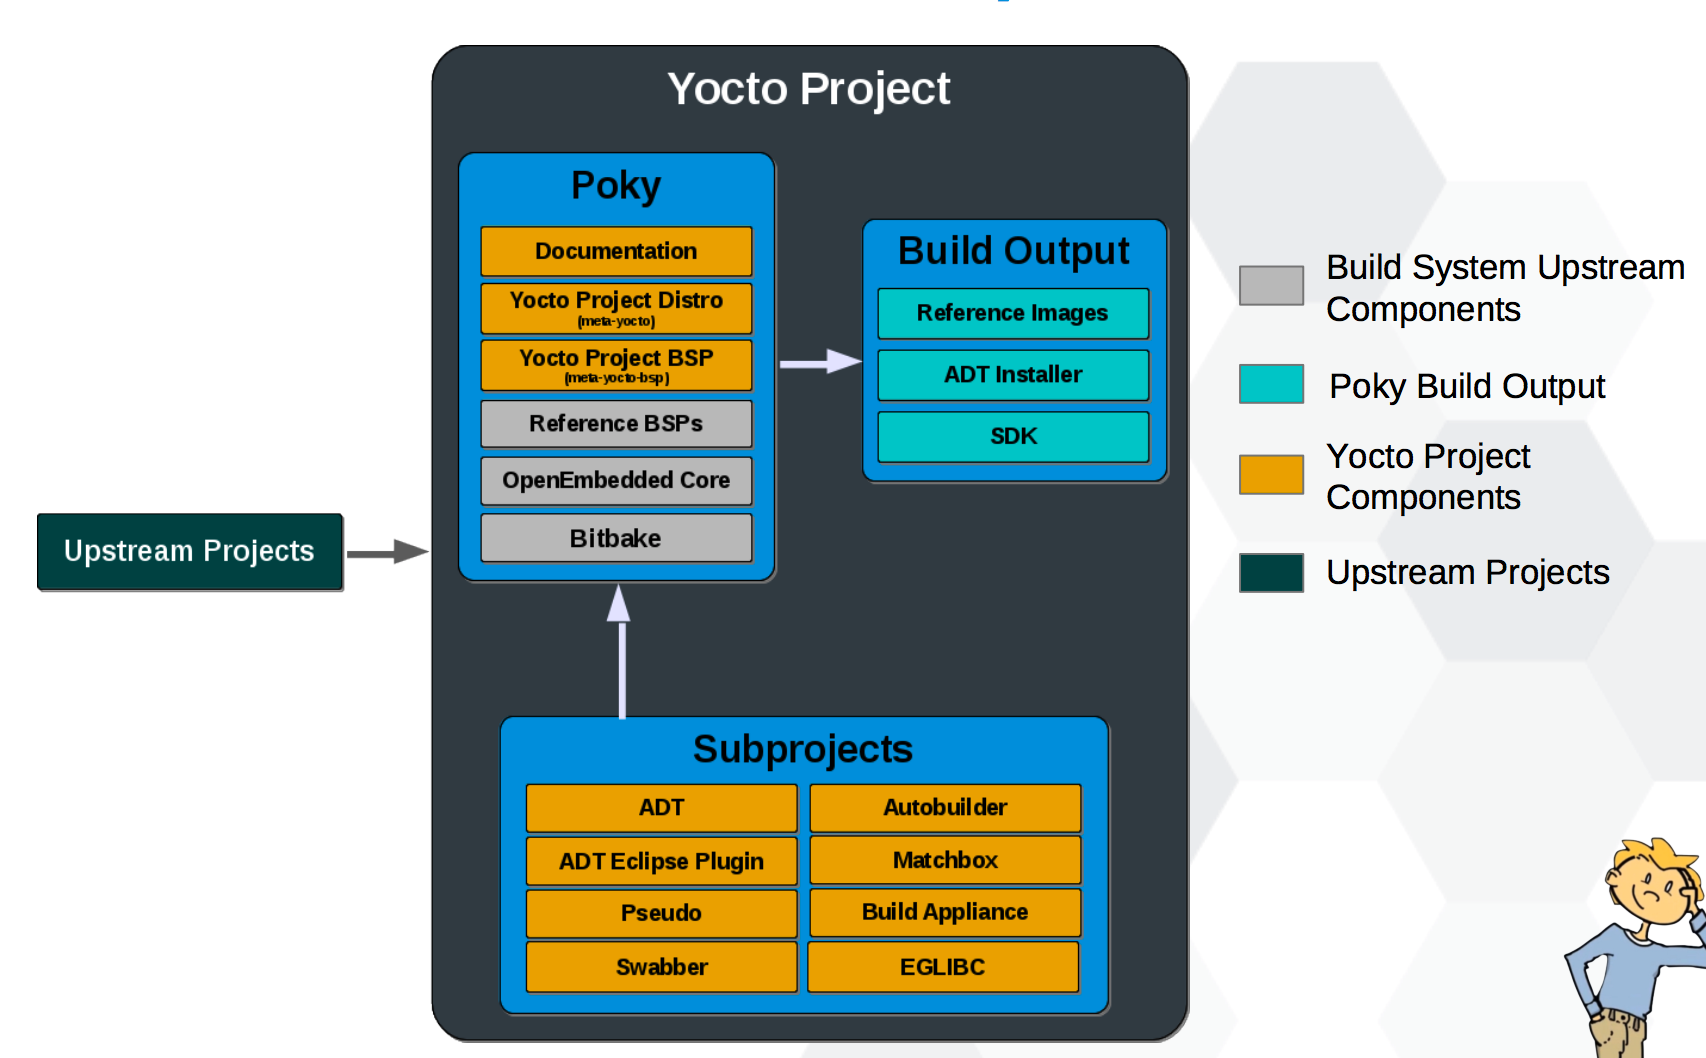 Yocto Project
Poky
Documentation
Yocto Project Distro
(meta-yocto)
Yocto Project BSP
(meta-yocto-bsp)
Reference BSPs
OpenEmbedded Core
Bitbake
Build Output
Reference Images
ADT Installer
SDK
Upstream Projects
Subprojects
ADT
Autobuilder
ADT Eclipse Plugin
Matchbox
Pseudo
Build Appliance
Swabber
EGLIBC
Build System Upstream
Components
Poky Build Output
Yocto Project
Components
Upstream Projects